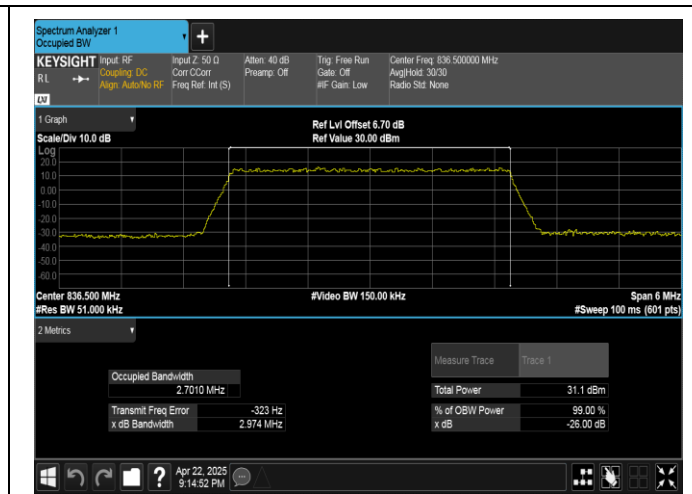 Spectrum Analyzer 1
Occupied BW
+
KEYSIGHT
RL
LXI
Input: RF
Coupling: DC
Align: Auto/No RF
Input Z: 50 Ω
Corr CCorr
Freq Ref: Int (S)
Atten: 40 dB
Preamp: Off
Trig: Free Run
Gate: Off
#IF Gain: Low
Center Freq: 836.500000 MHz
Avg|Hold: 30/30
Radio Std: None
1 Graph
Scale/Div 10.0 dB
Ref Lvl Offset 6.70 dB
Ref Value 30.00 dBm
Log
20.0
10.0
0.00
-10.0
-20.0
-30.0
-40.0
-50.0
-60.0
Center 836.500 MHz
#Res BW 51.000 kHz
#Video BW 150.00 kHz
Span 6 MHz
#Sweep 100 ms (601 pts)
2 Metrics
Measure Trace Trace 1
Occupied Bandwidth
2.7010 MHz
Total Power 31.1 dBm
Transmit Freq Error -323 Hz
% of OBW Power 99.00 %
x dB Bandwidth 2.974 MHz
x dB -26.00 dB
?
Apr 22, 2025
9:14:52 PM